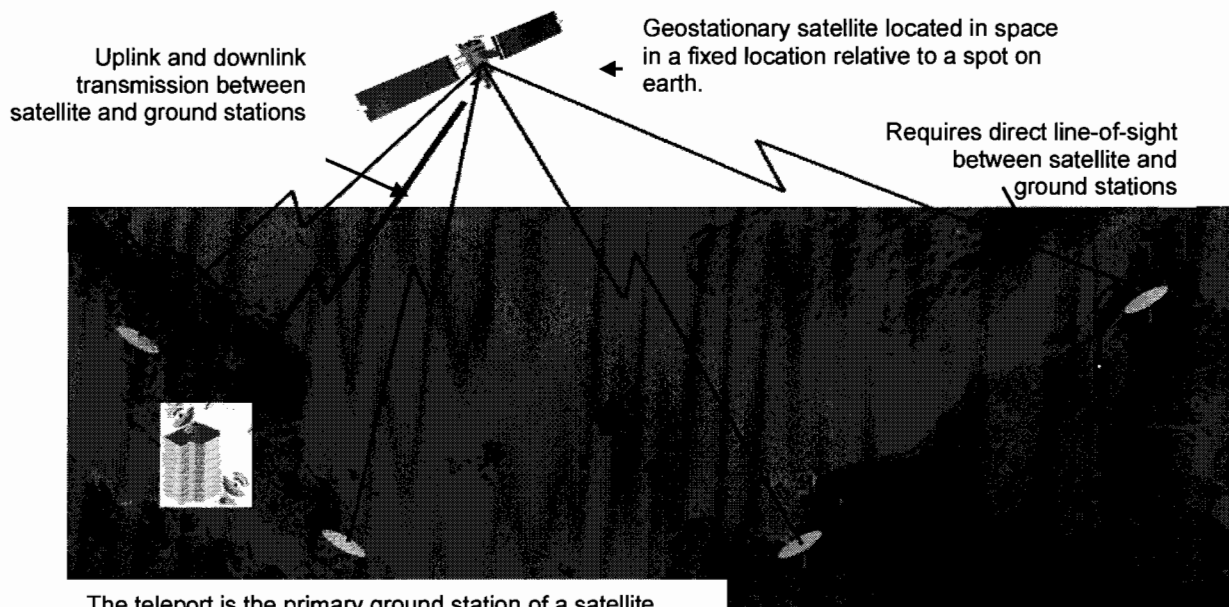 Uplink and downlink
transmission between
satellite and ground stations
Geostationary satellite located in space
in a fixed location relative to a spot on
earth.
Requires direct line-of-sight
between satellite and
ground stations
The teleport is the primary ground station of a satellite